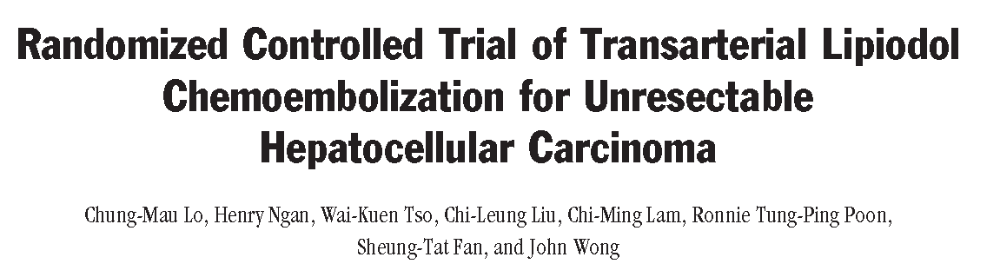 Randomized Controlled Trial of Transarterial Lipiodol
Chemoembolization for Unresectable
Hepatocellular Carcinoma
Chung-Mau Lo, Henry Ngan, Wai-Kuen Tso, Chi-Leung Liu, Chi-Ming Lam, Ronnie Tung-Ping Poon,
Sheung-Tat Fan, and John Wong